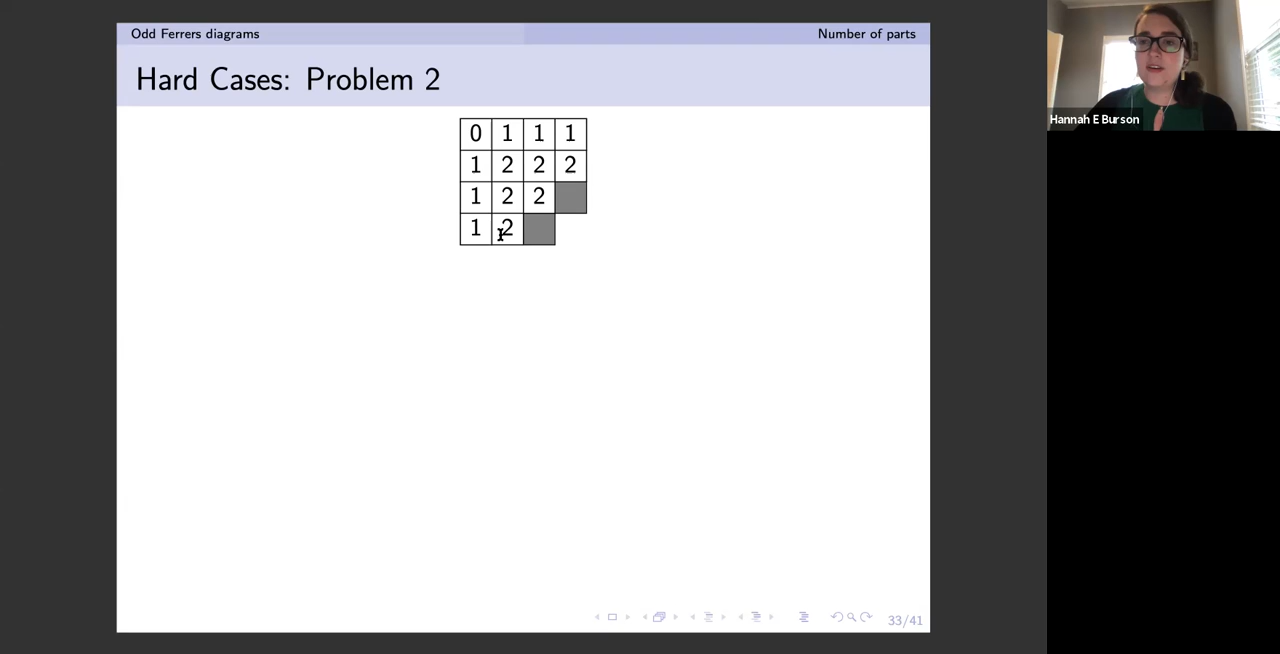 Odd Ferrers diagrams Number of parts
Hard Cases: Problem 2
0 1 1 1
1 2 2 2
1 2 2
1 2
33/41
Hannah E Burson